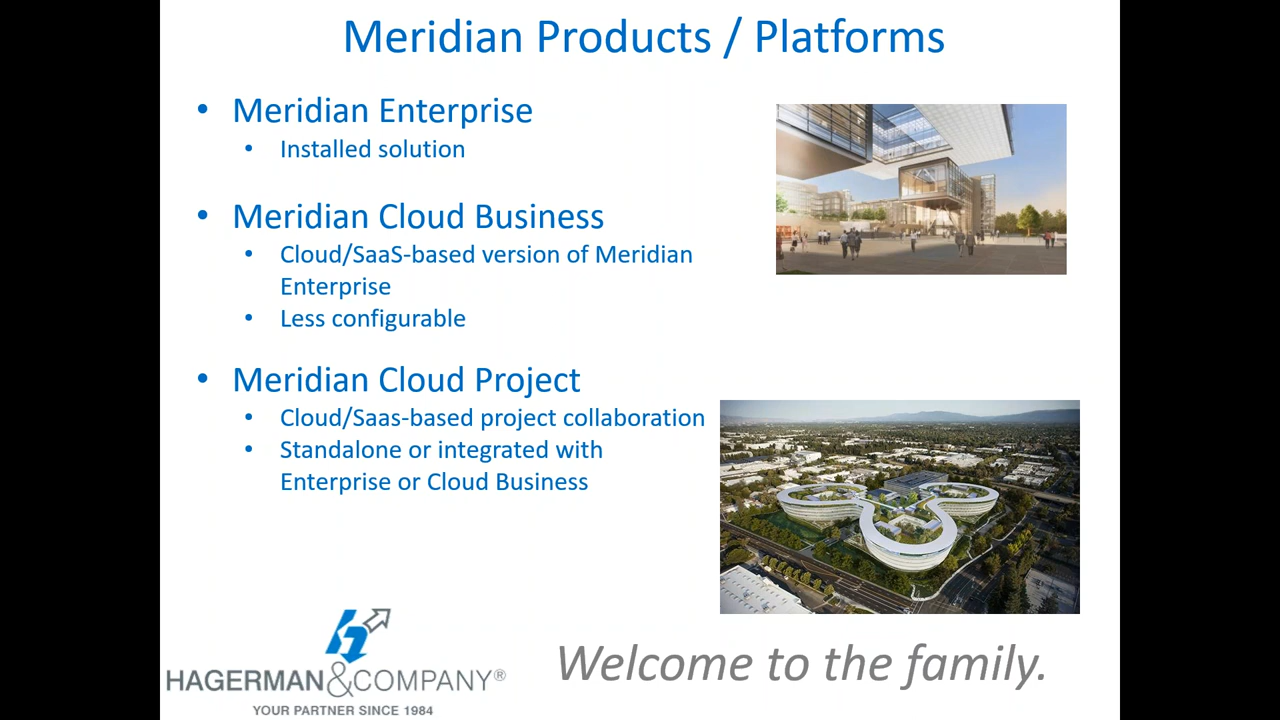 Meridian Products / Platforms
• Meridian Enterprise
• Installed solution
• Meridian Cloud Business
• Cloud/SaaS-based version of Meridian
Enterprise
• Less configurable
• Meridian Cloud Project
• Cloud/Saas-based project collaboration
• Standalone or integrated with
Enterprise or Cloud Business
HAGERMAN&COMPANY®
YOUR PARTNER SINCE 1984
Welcome to the family.